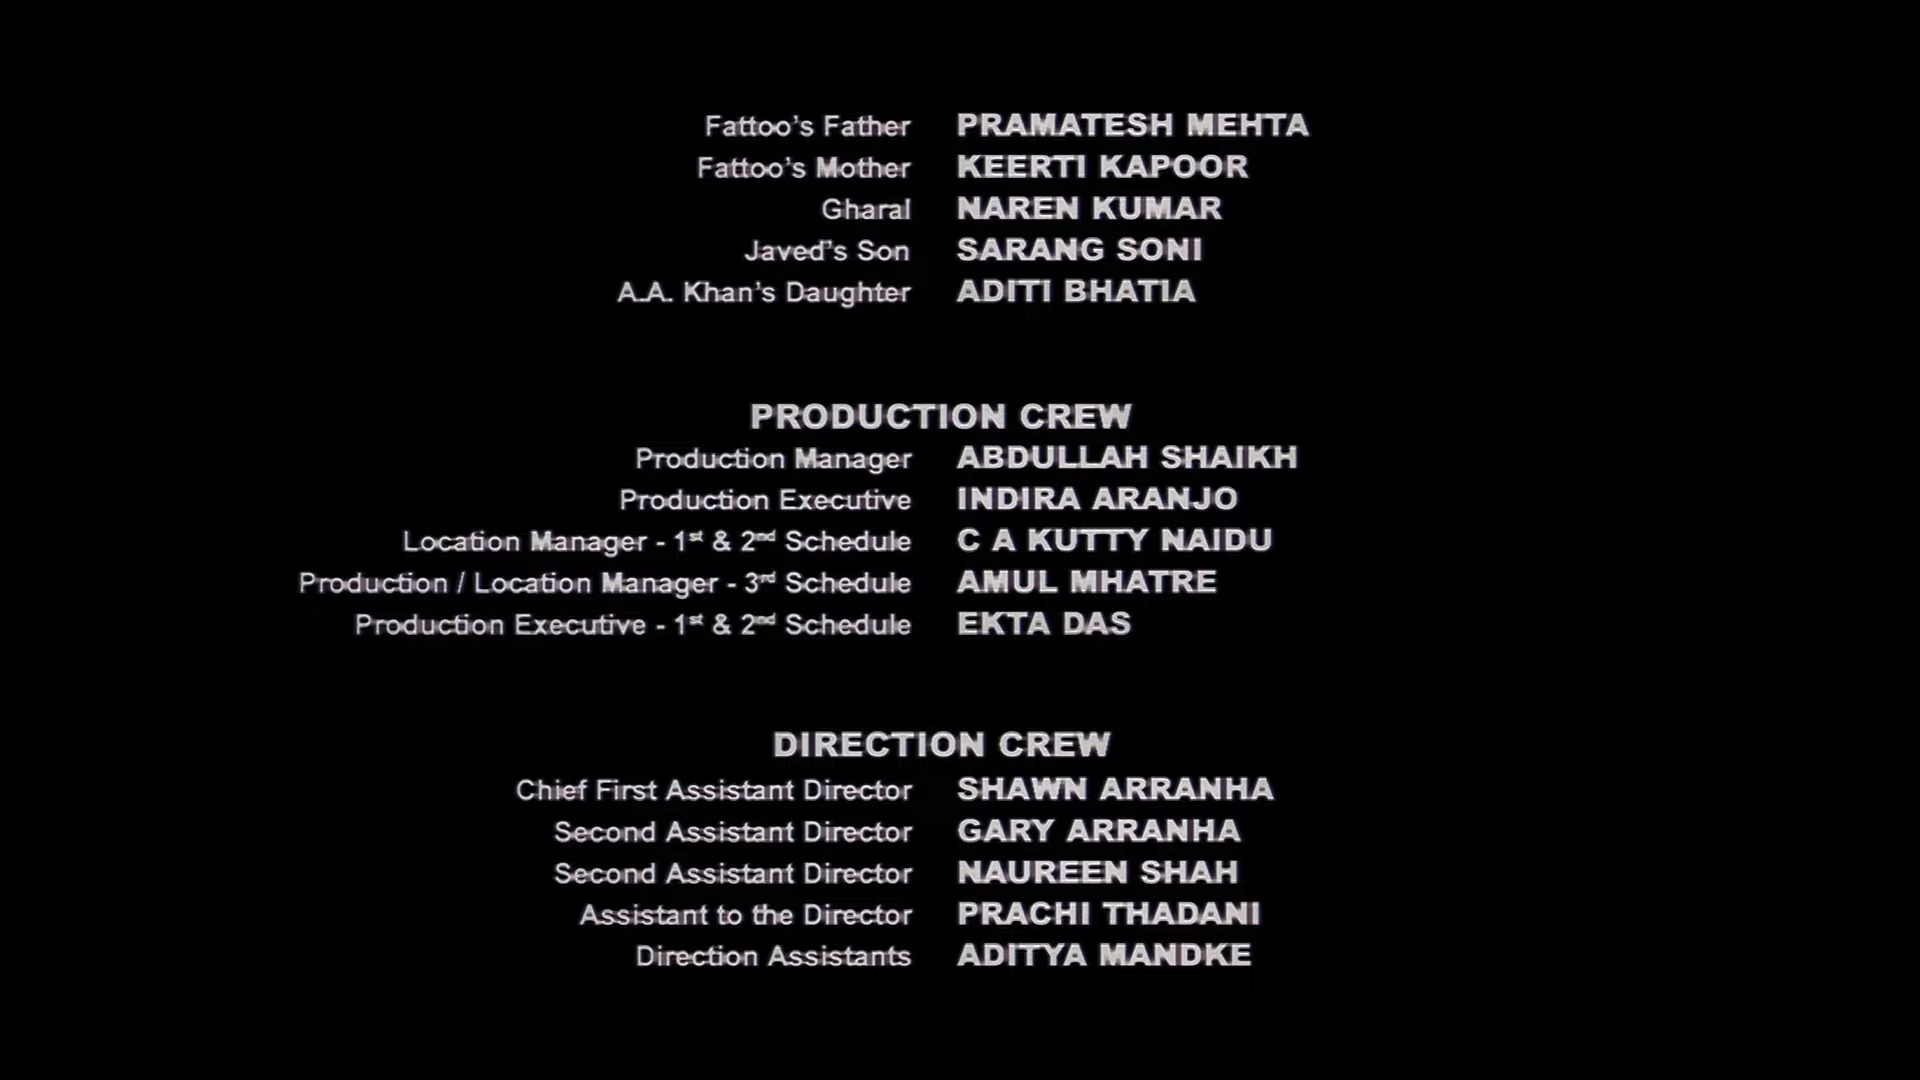 Fattoo's Father PRAMATESH MEHTA
Fattoo's Mother KEERTI KAPOOR
Gharal NAREN KUMAR
Javed's Son SARANG SONI
A.A. Khan's Daughter ADITI BHATIA
PRODUCTION CREW
Production Manager ABDULLAH SHAIKH
Production Executive INDIRA ARANJO
Location Manager - 1st & 2nd Schedule C A KUTTY NAIDU
Production / Location Manager - 3rd Schedule AMUL MHATRE
Production Executive - 1st & 2nd Schedule EKTA DAS
DIRECTION CREW
Chief First Assistant Director SHAWN ARRANHA
Second Assistant Director GARY ARRANHA
Second Assistant Director NAUREEN SHAH
Assistant to the Director PRACHI THADANI
Direction Assistants ADITYA MANDKE